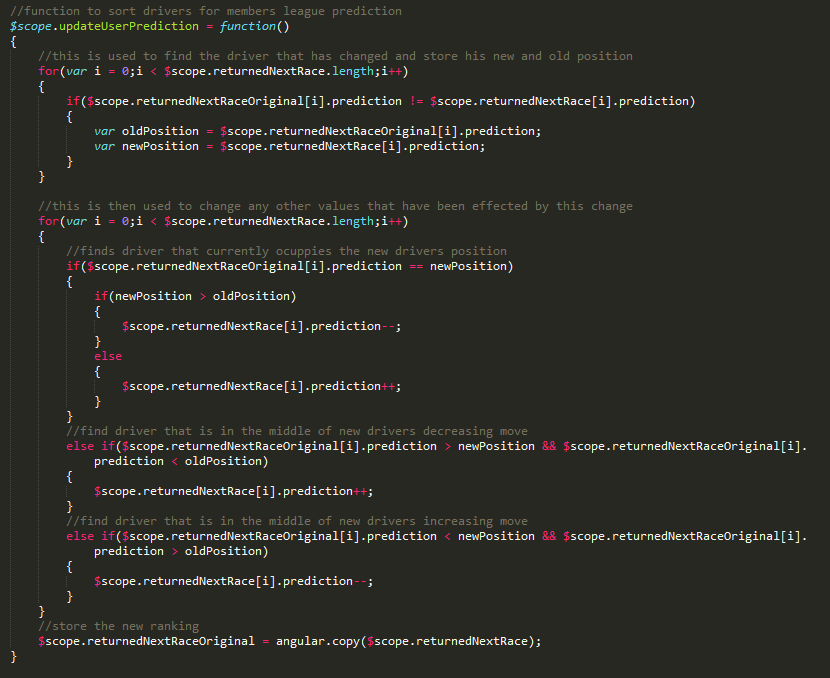 //function to sort drivers for members league prediction
$scope.updateUserPrediction = function()
{
    //this is used to find the driver that has changed and store his new and old position
    for(var i = 0;i < $scope.returnedNextRace.length;i++)
    {
        if($scope.returnedNextRaceOriginal[i].prediction != $scope.returnedNextRace[i].prediction)
        {
            var oldPosition = $scope.returnedNextRaceOriginal[i].prediction;
            var newPosition = $scope.returnedNextRace[i].prediction;
        }
    }

    //this is then used to change any other values that have been effected by this change
    for(var i = 0;i < $scope.returnedNextRace.length;i++)
    {
        //finds driver that currently ocuppies the new drivers position
        if($scope.returnedNextRaceOriginal[i].prediction == newPosition)
        {
            if(newPosition > oldPosition)
            {
                $scope.returnedNextRace[i].prediction--;
            }
            else
            {
                $scope.returnedNextRace[i].prediction++;
            }
        }
        //find driver that is in the middle of new drivers decreasing move
        else if($scope.returnedNextRaceOriginal[i].prediction > newPosition && $scope.returnedNextRaceOriginal[i].
            prediction < oldPosition)
        {
            $scope.returnedNextRace[i].prediction++;
        }
        //find driver that is in the middle of new drivers increasing move
        else if($scope.returnedNextRaceOriginal[i].prediction < newPosition && $scope.returnedNextRaceOriginal[i].
            prediction > oldPosition)
        {
            $scope.returnedNextRace[i].prediction--;
        }
    }
    //store the new ranking
    $scope.returnedNextRaceOriginal = angular.copy($scope.returnedNextRace);
}